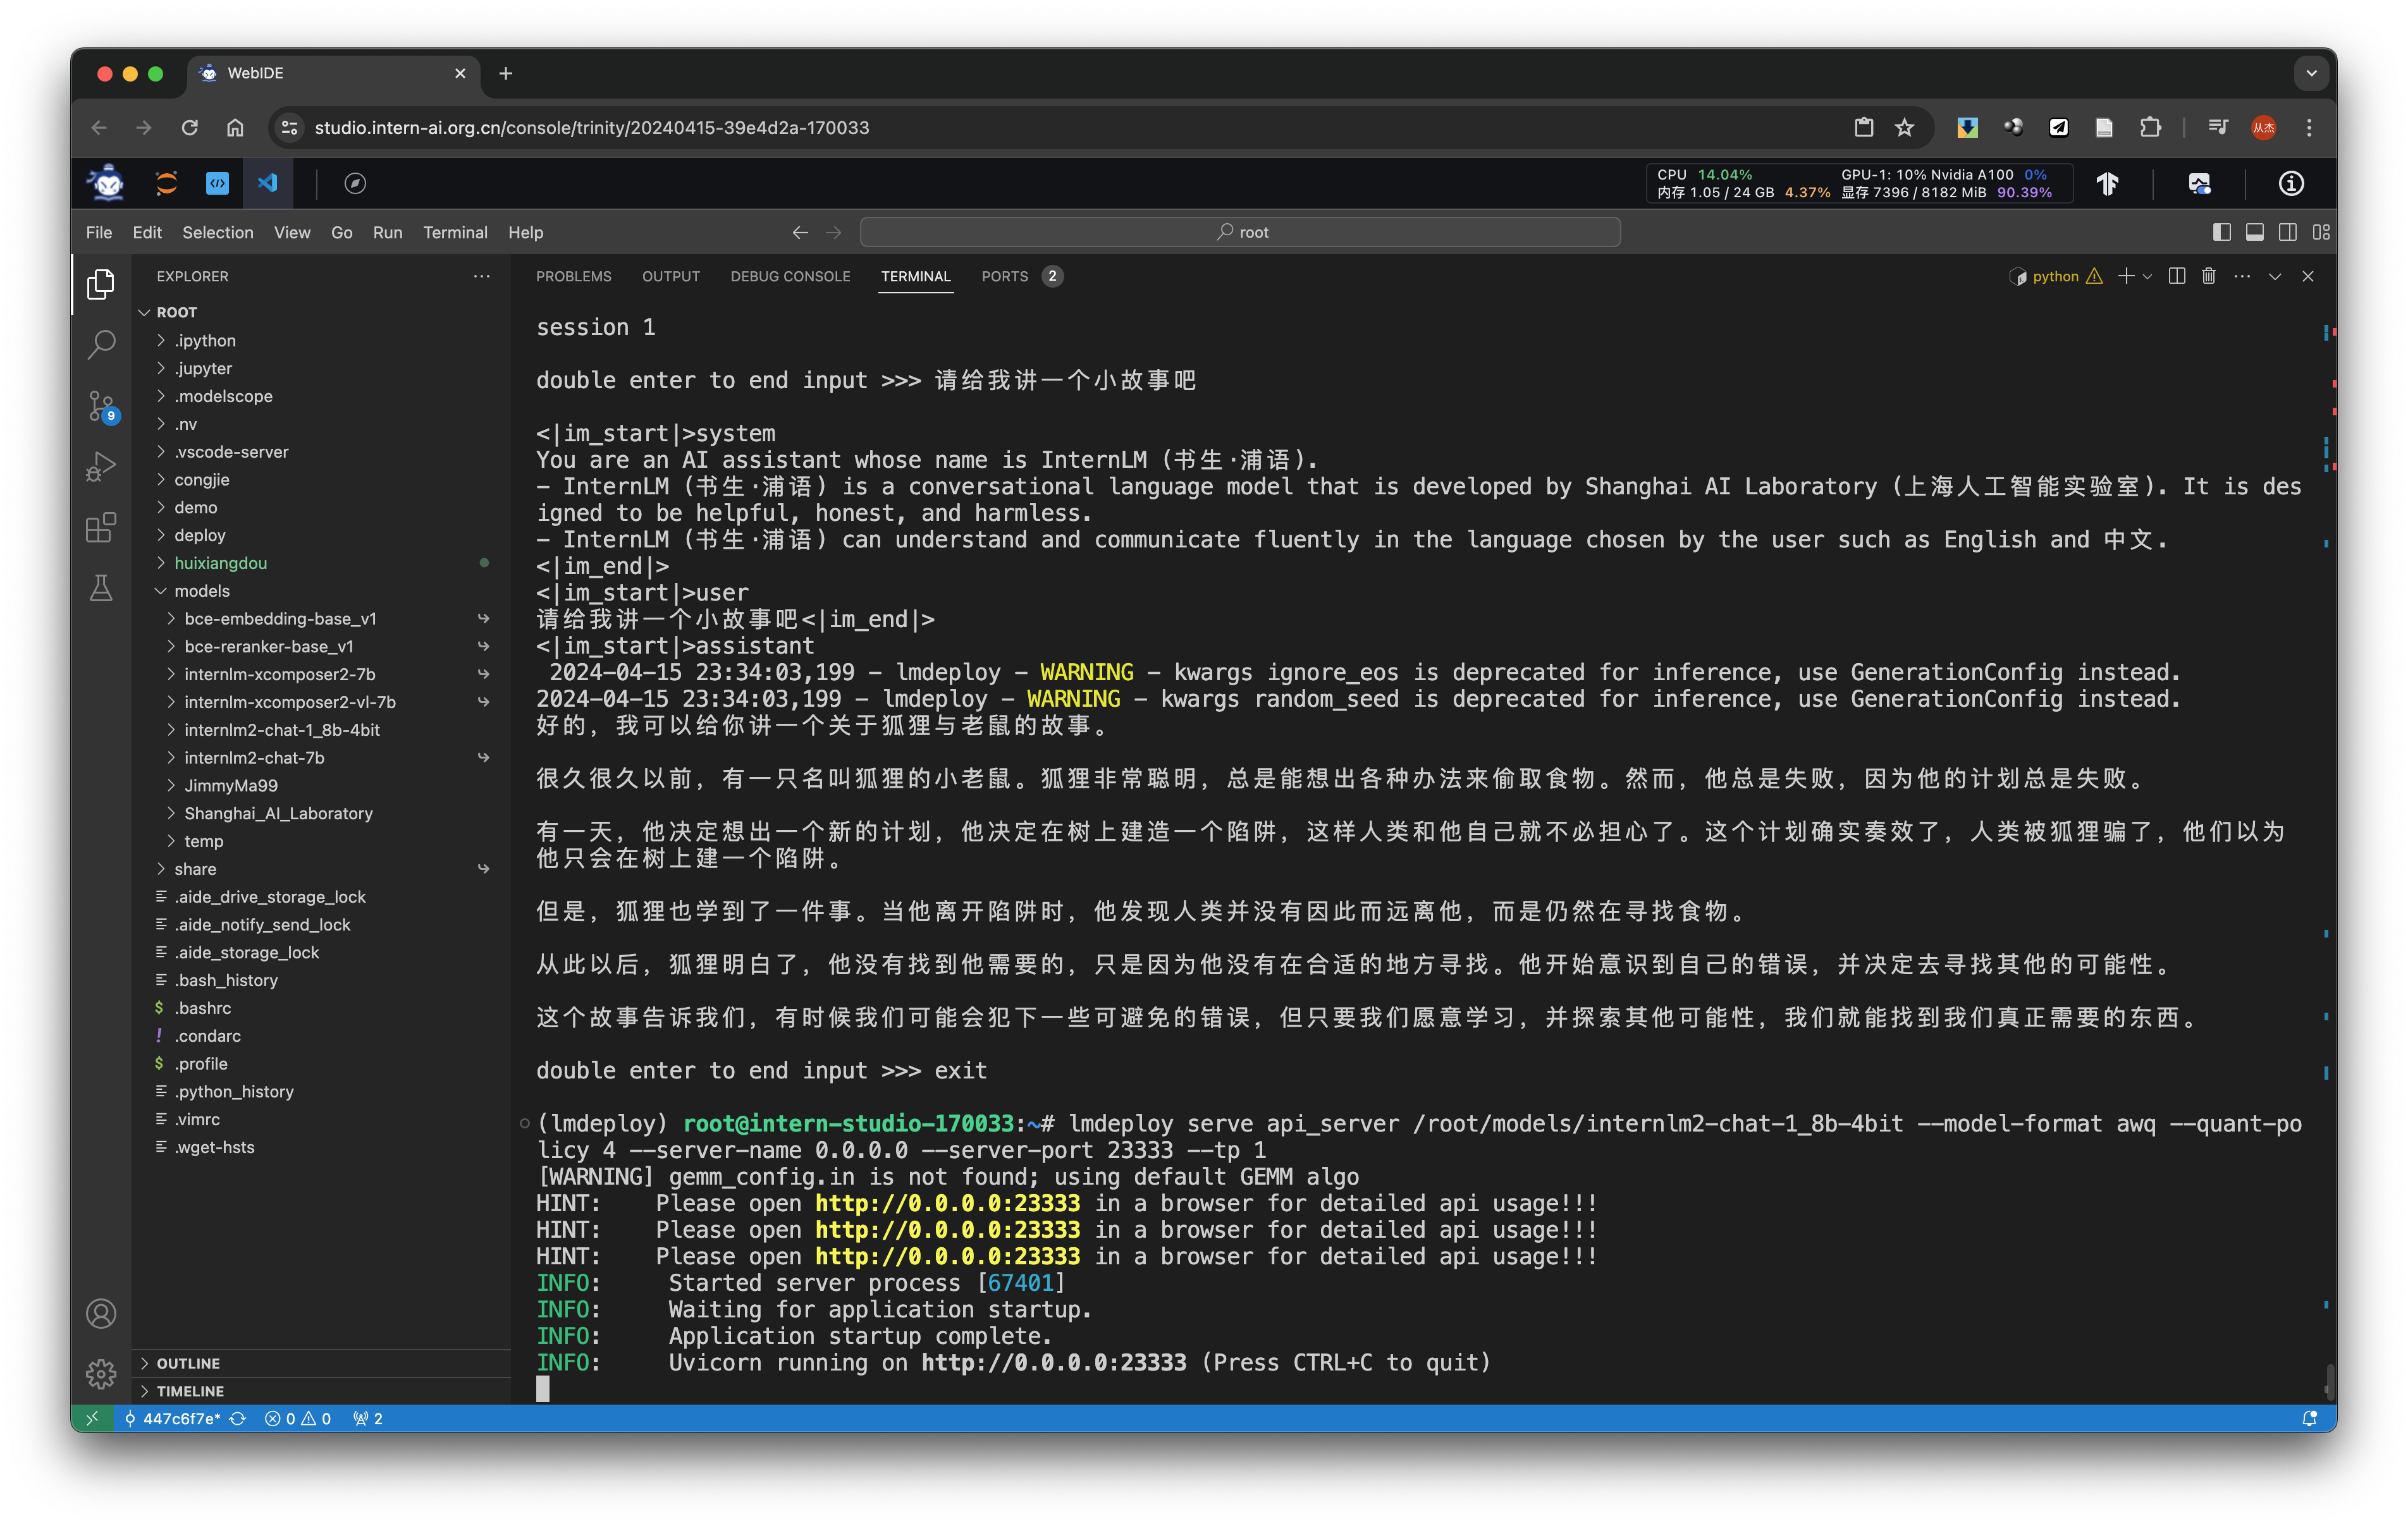 WebIDE
studio.intern-ai.org.cn/console/trinity/20240415-39e4d2a-170033
从杰
CPU 14.04% GPU-1: 10% Nvidia A100 0%
内存 1.05 / 24 GB 4.37% 显存 7396 / 8182 MiB 90.39%
File Edit Selection View Go Run Terminal Help
root
EXPLORER
PROBLEMS OUTPUT DEBUG CONSOLE TERMINAL PORTS 2
python
ROOT
.ipython
.jupyter
.modelscope
.nv
.vscode-server
congjie
demo
deploy
huixiangdou
models
bce-embedding-base_v1
bce-reranker-base_v1
internlm-xcomposer2-7b
internlm-xcomposer2-vl-7b
internlm2-chat-1_8b-4bit
internlm2-chat-7b
JimmyMa99
Shanghai_AI_Laboratory
temp
share
.aide_drive_storage_lock
.aide_notify_send_lock
.aide_storage_lock
.bash_history
.bashrc
.condarc
.profile
.python_history
.vimrc
.wget-hsts
OUTLINE
TIMELINE
9
session 1
double enter to end input >>> 请给我讲一个小故事吧
<|im_start|>system
You are an AI assistant whose name is InternLM (书生·浦语).
- InternLM (书生·浦语) is a conversational language model that is developed by Shanghai AI Laboratory (上海人工智能实验室). It is des
igned to be helpful, honest, and harmless.
- InternLM (书生·浦语) can understand and communicate fluently in the language chosen by the user such as English and 中文.
<|im_end|>
<|im_start|>user
请给我讲一个小故事吧<|im_end|>
<|im_start|>assistant
2024-04-15 23:34:03,199 - lmdeploy - WARNING - kwargs ignore_eos is deprecated for inference, use GenerationConfig instead.
2024-04-15 23:34:03,199 - lmdeploy - WARNING - kwargs random_seed is deprecated for inference, use GenerationConfig instead.
好的，我可以给你讲一个关于狐狸与老鼠的故事。
很久很久以前，有一只名叫狐狸的小老鼠。狐狸非常聪明，总是能想出各种办法来偷取食物。然而，他总是失败，因为他的计划总是失败。
有一天，他决定想出一个新的计划，他决定在树上建造一个陷阱，这样人类和他自己就不必担心了。这个计划确实奏效了，人类被狐狸骗了，他们以为
他只会在树上建一个陷阱。
但是，狐狸也学到了一件事。当他离开陷阱时，他发现人类并没有因此而远离他，而是仍然在寻找食物。
从此以后，狐狸明白了，他没有找到他需要的，只是因为他没有在合适的地方寻找。他开始意识到自己的错误，并决定去寻找其他的可能性。
这个故事告诉我们，有时候我们可能会犯下一些可避免的错误，但只要我们愿意学习，并探索其他可能性，我们就能找到我们真正需要的东西。
double enter to end input >>> exit
(lmdeploy) root@intern-studio-170033:~# lmdeploy serve api_server /root/models/internlm2-chat-1_8b-4bit --model-format awq --quant-po
licy 4 --server-name 0.0.0.0 --server-port 23333 --tp 1
[WARNING] gemm_config.in is not found; using default GEMM algo
HINT: Please open http://0.0.0.0:23333 in a browser for detailed api usage!!!
HINT: Please open http://0.0.0.0:23333 in a browser for detailed api usage!!!
HINT: Please open http://0.0.0.0:23333 in a browser for detailed api usage!!!
INFO: Started server process [67401]
INFO: Waiting for application startup.
INFO: Application startup complete.
INFO: Uvicorn running on http://0.0.0.0:23333 (Press CTRL+C to quit)
447c6f7e* 0 0 2